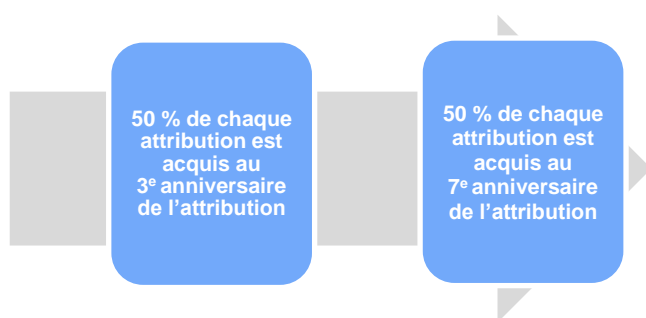 50 % de chaque
attribution est
acquis au
3e anniversaire
de l’attribution
50 % de chaque
attribution est
acquis au
7e anniversaire
de l’attribution